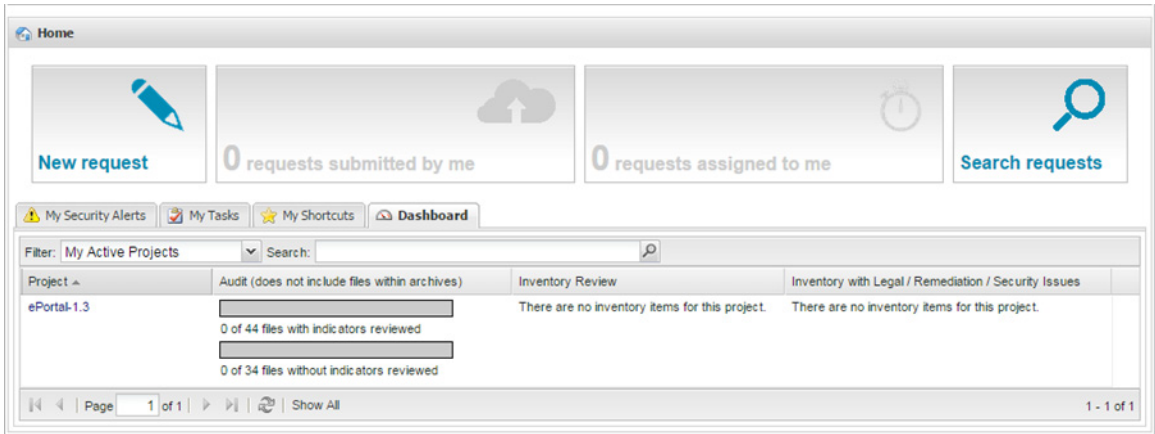 Home
New request
0 requests submitted by me
0 requests assigned to me
Search requests
My Security Alerts
My Tasks
My Shortcuts
Dashboard
Filter: My Active Projects Search:
Project Audit (does not include files within archives) Inventory Review Inventory with Legal / Remediation / Security Issues
ePortal-1.3 There are no inventory items for this project. There are no inventory items for this project.
0 of 44 files with indicators reviewed
0 of 34 files without indicators reviewed
Page 1 of 1 Show All 1 - 1 of 1